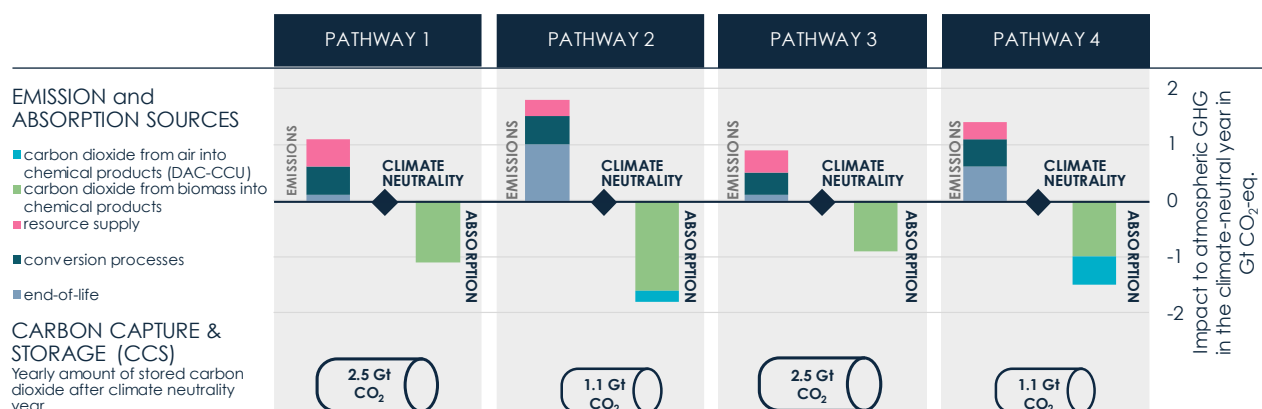 PATHWAY 1
PATHWAY 2
PATHWAY 3
PATHWAY 4
EMISSION and
ABSORPTION SOURCES
carbon dioxide from air into
chemical products (DAC-CCU)
carbon dioxide from biomass into
chemical products
resource supply
conversion processes
end-of-life
EMISSIONS
CLIMATE
NEUTRALITY
ABSORPTION
EMISSIONS
CLIMATE
NEUTRALITY
ABSORPTION
EMISSIONS
CLIMATE
NEUTRALITY
ABSORPTION
EMISSIONS
CLIMATE
NEUTRALITY
ABSORPTION
2
1
0
-1
-2
Impact to atmospheric GHG
in the climate-neutral year in
Gt CO₂-eq.
CARBON CAPTURE &
STORAGE (CCS)
Yearly amount of stored carbon
dioxide after climate neutrality
year
2.5 Gt
CO₂
1.1 Gt
CO₂
2.5 Gt
CO₂
1.1 Gt
CO₂